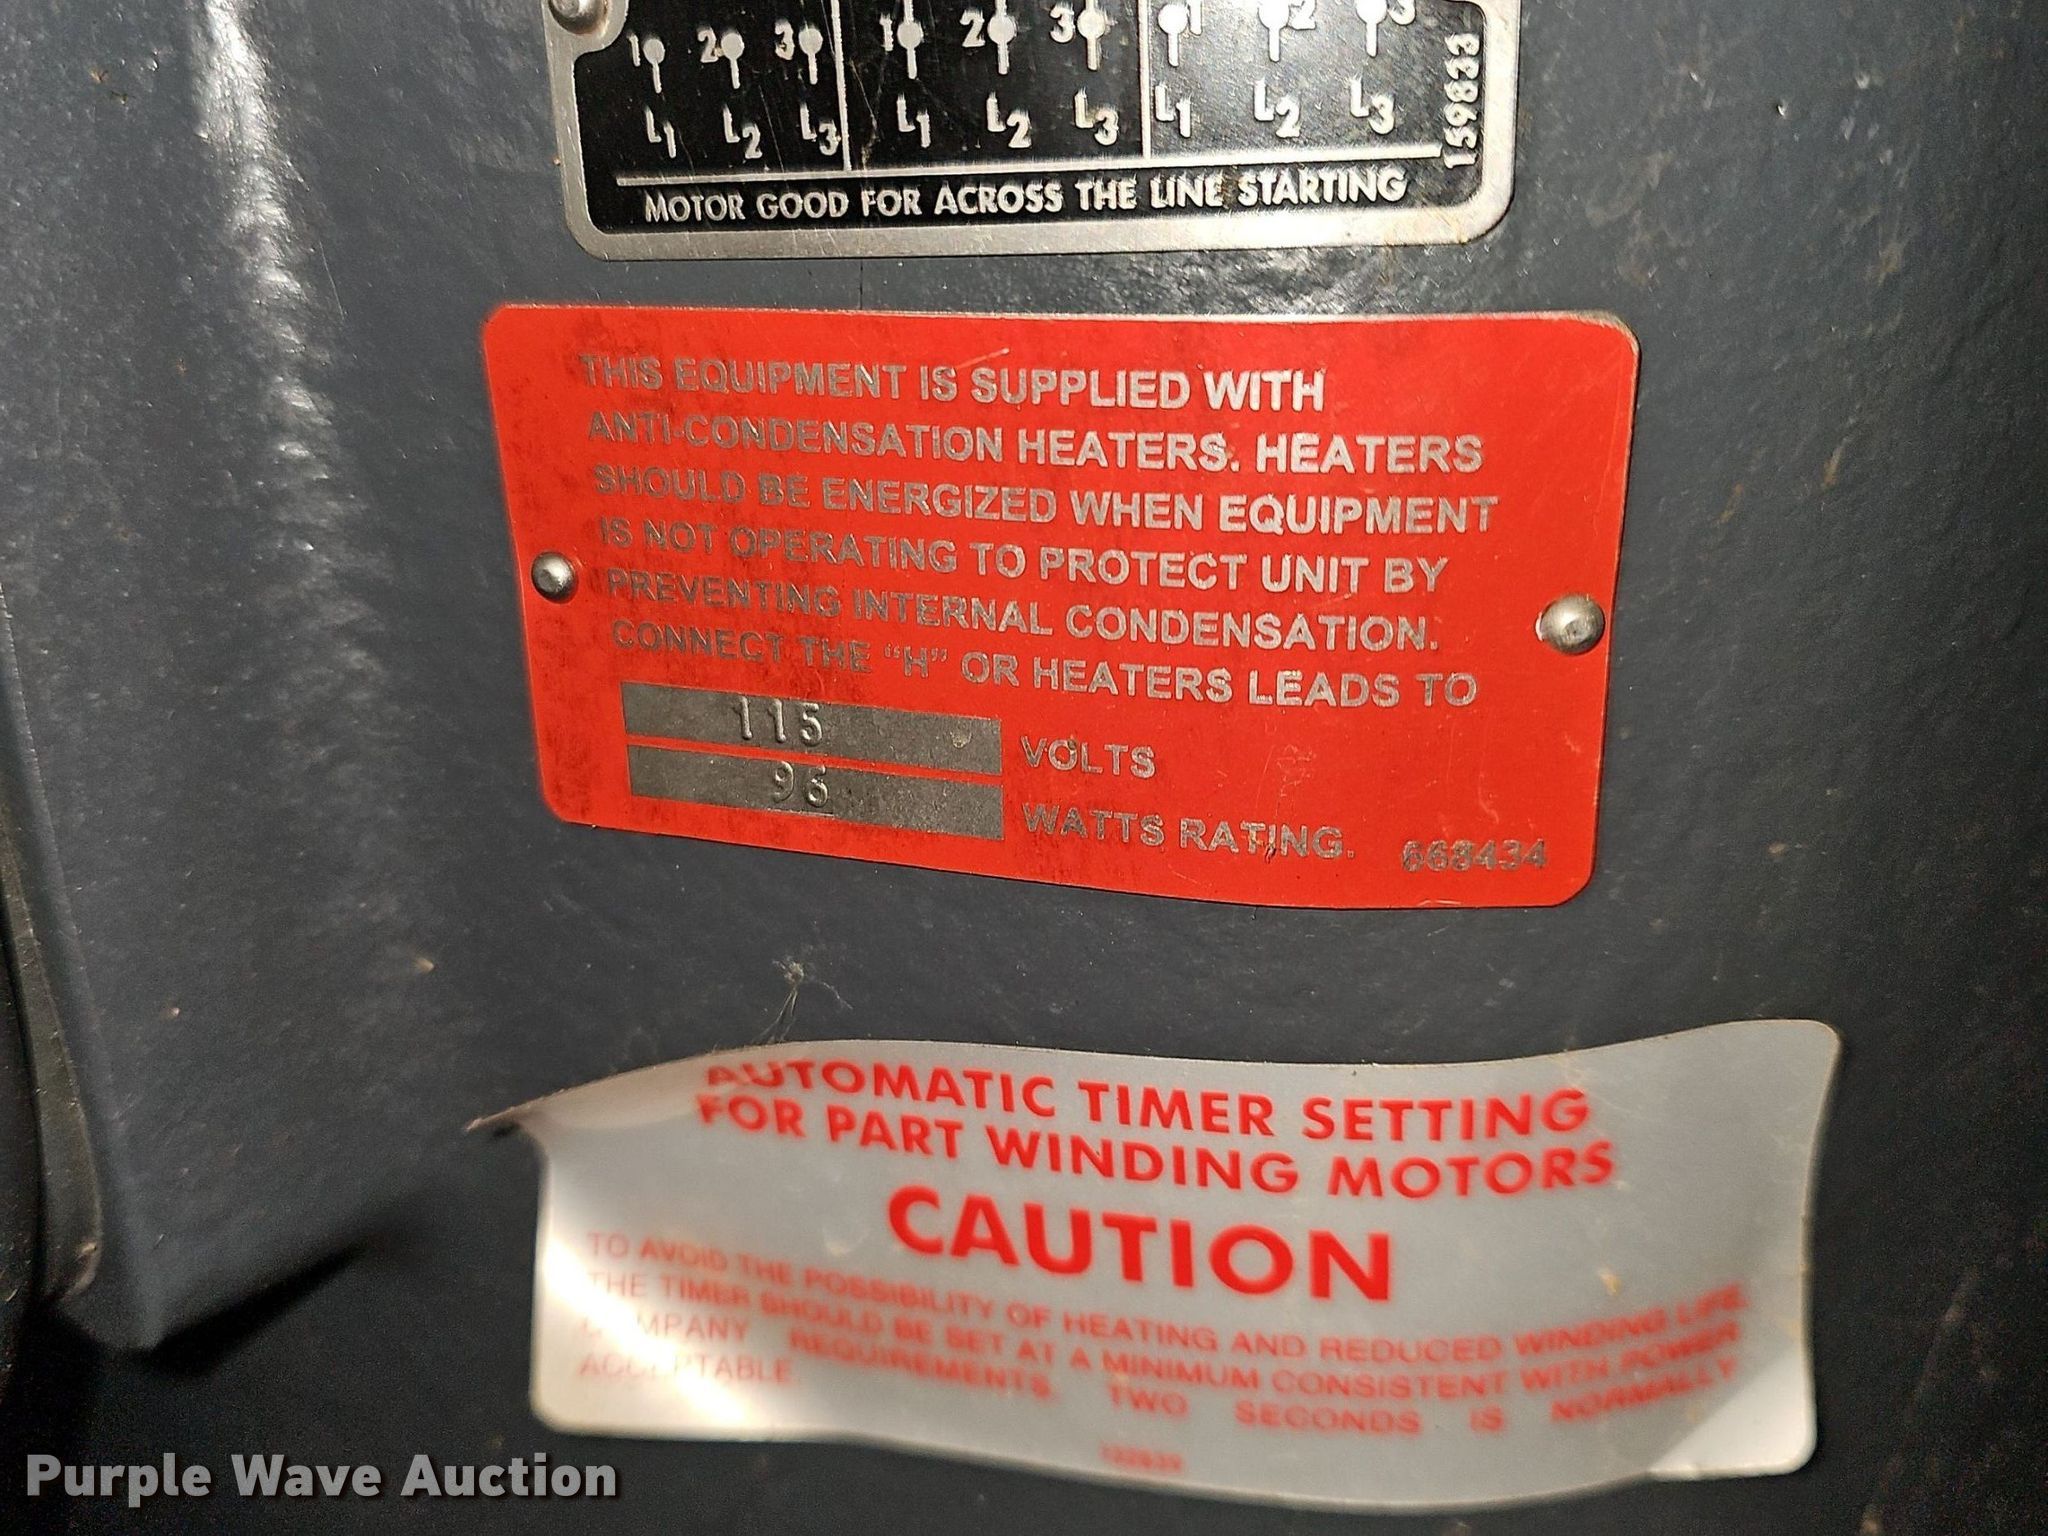 1 2 3 1 2 3 1 2 3
L1 L2 L3 L1 L2 L3 L1 L2 L3
159833
MOTOR GOOD FOR ACROSS THE LINE STARTING
THIS EQUIPMENT IS SUPPLIED WITH
ANTI-CONDENSATION HEATERS. HEATERS
SHOULD BE ENERGIZED WHEN EQUIPMENT
IS NOT OPERATING TO PROTECT UNIT BY
PREVENTING INTERNAL CONDENSATION.
CONNECT THE "H" OR HEATERS LEADS TO
115 VOLTS
96 WATTS RATING. 668434
AUTOMATIC TIMER SETTING
FOR PART WINDING MOTORS
CAUTION
TO AVOID THE POSSIBILITY OF HEATING AND REDUCED WINDING LIFE,
THE TIMER SHOULD BE SET AT A MINIMUM CONSISTENT WITH POWER
COMPANY REQUIREMENTS. TWO SECONDS IS NORMALLY
ACCEPTABLE.
Purple Wave Auction